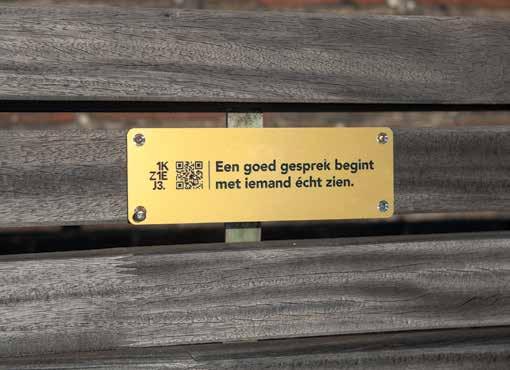 1K
Z1E
J3.
Een goed gesprek begint
met iemand écht zien.